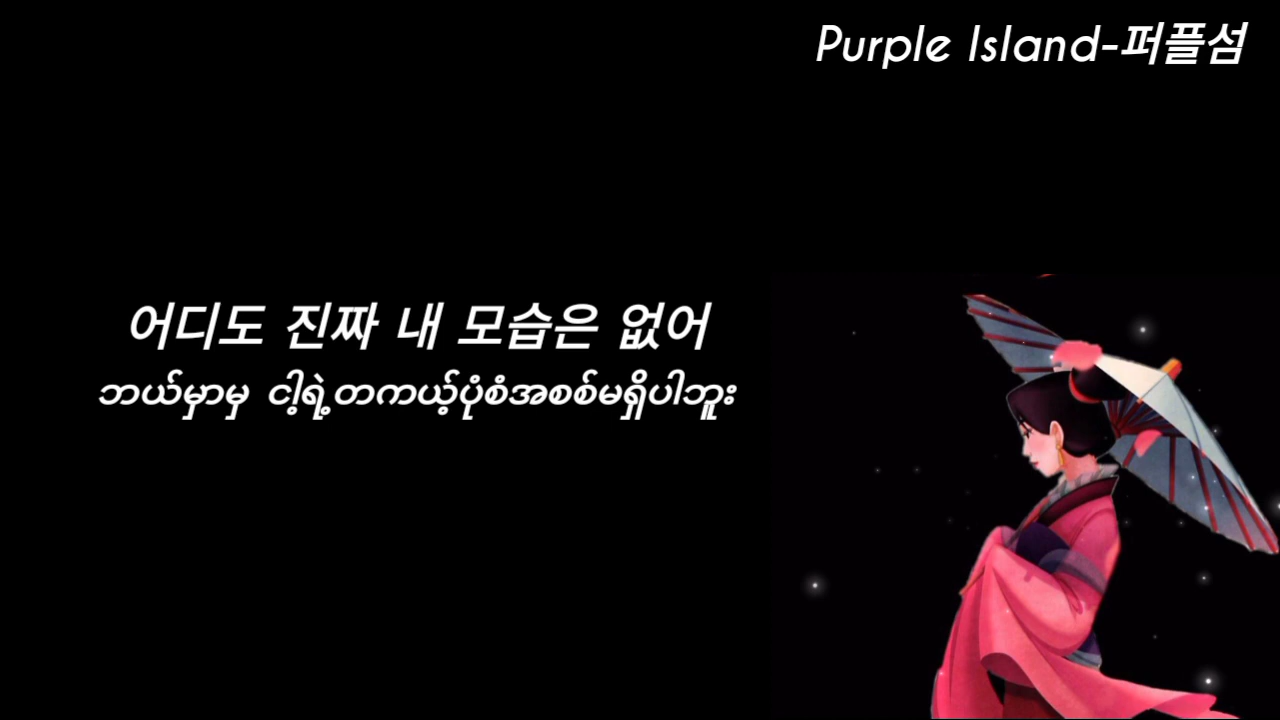 Purple Island-퍼플섬
어디도 진짜 내 모습은 없어
ဘယ်မှာမှ ငါ့ရဲ့တကယ့်ပုံစံအစစ်မရှိပါဘူး